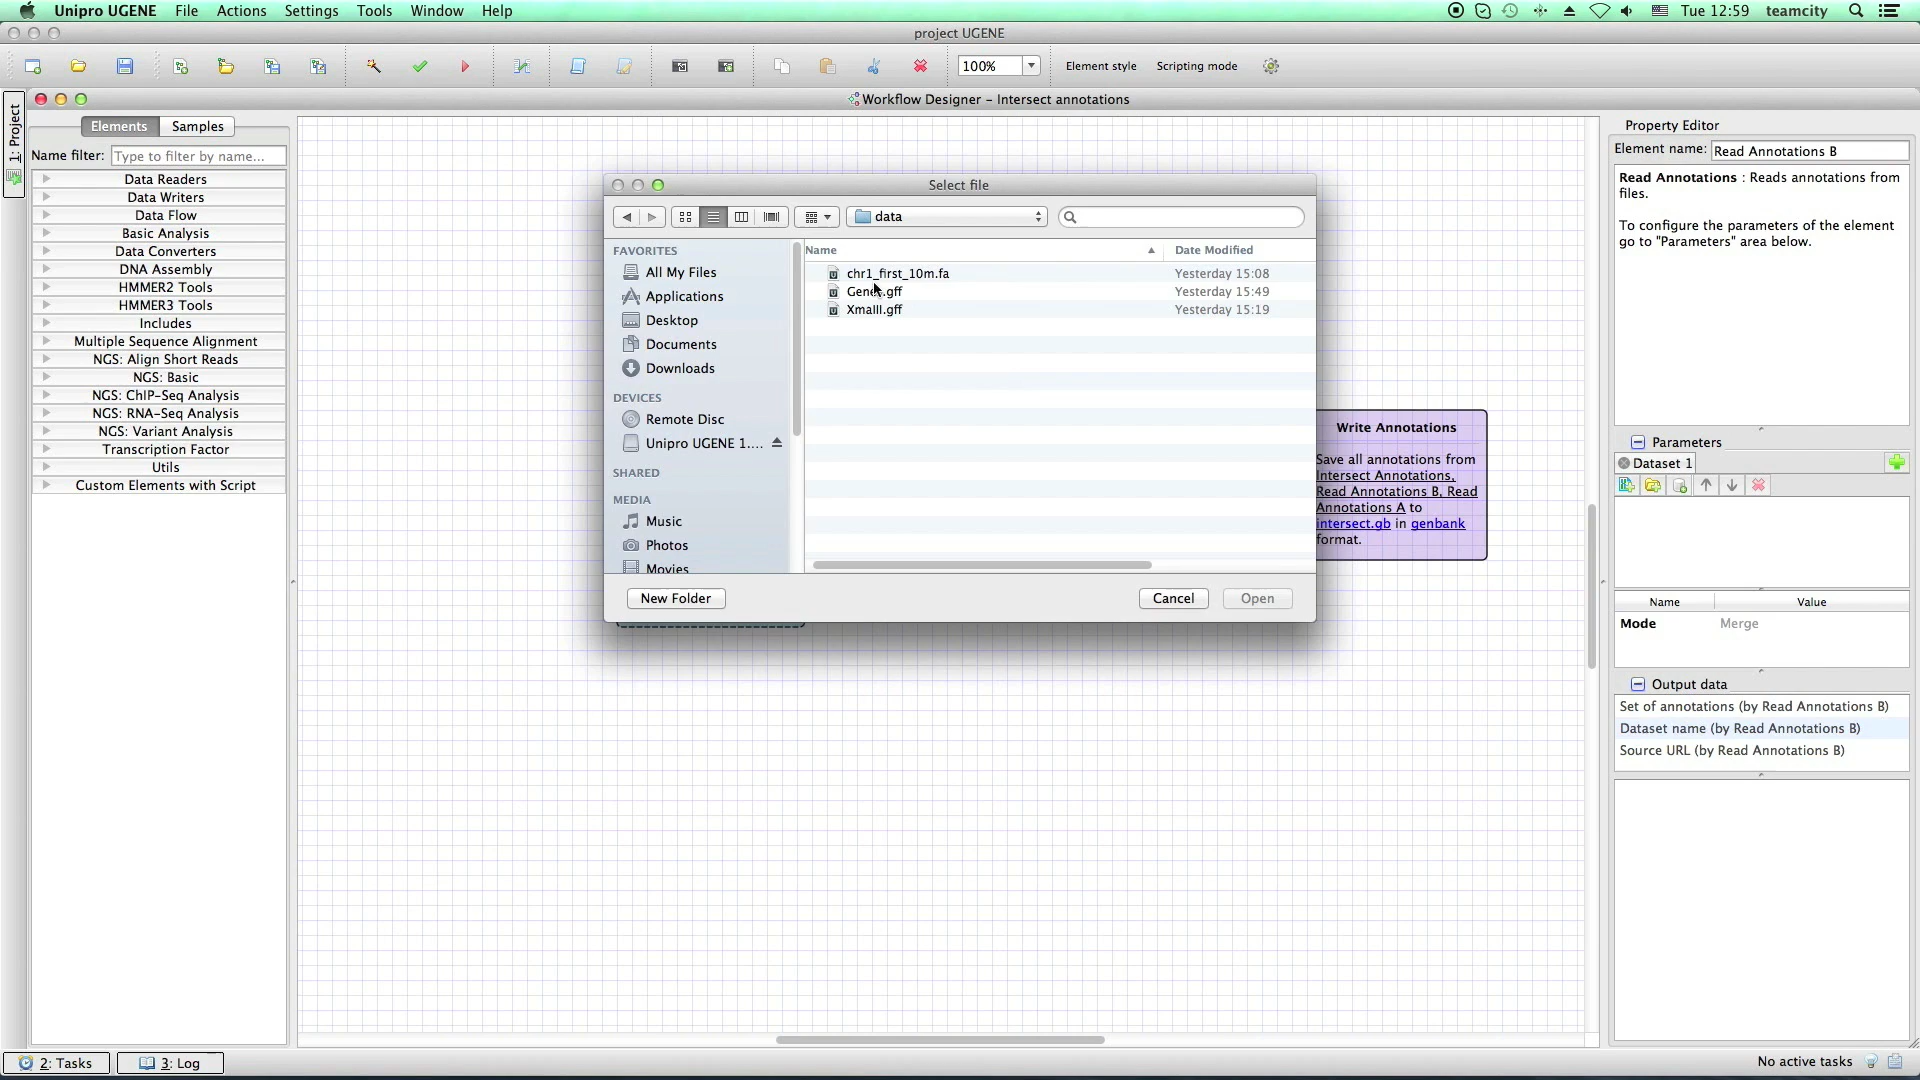 Unipro UGENE File Actions Settings Tools Window Help Tue 12:59 teamcity
project UGENE
100% Element style Scripting mode
1: Project
Workflow Designer - Intersect annotations
Elements Samples
Name filter: Type to filter by name...
Data Readers
Data Writers
Data Flow
Basic Analysis
Data Converters
DNA Assembly
HMMER2 Tools
HMMER3 Tools
Includes
Multiple Sequence Alignment
NGS: Align Short Reads
NGS: Basic
NGS: ChIP-Seq Analysis
NGS: RNA-Seq Analysis
NGS: Variant Analysis
Transcription Factor
Utils
Custom Elements with Script
Select file
data
FAVORITES
All My Files
Applications
Desktop
Documents
Downloads
DEVICES
Remote Disc
Unipro UGENE 1....
SHARED
MEDIA
Music
Photos
Movies
Name Date Modified
chr1_first_10m.fa Yesterday 15:08
.gff Yesterday 15:49
XmaIII.gff Yesterday 15:19
New Folder Cancel Open
Write Annotations
Save all annotations from
Intersect Annotations,
Read Annotations B, Read
Annotations A to
intersect.gb in genbank
format.
Property Editor
Element name: Read Annotations B
Read Annotations : Reads annotations from
files.
To configure the parameters of the element
go to "Parameters" area below.
Parameters
Dataset 1
Name Value
Mode Merge
Output data
Set of annotations (by Read Annotations B)
Dataset name (by Read Annotations B)
Source URL (by Read Annotations B)
2: Tasks 3: Log No active tasks